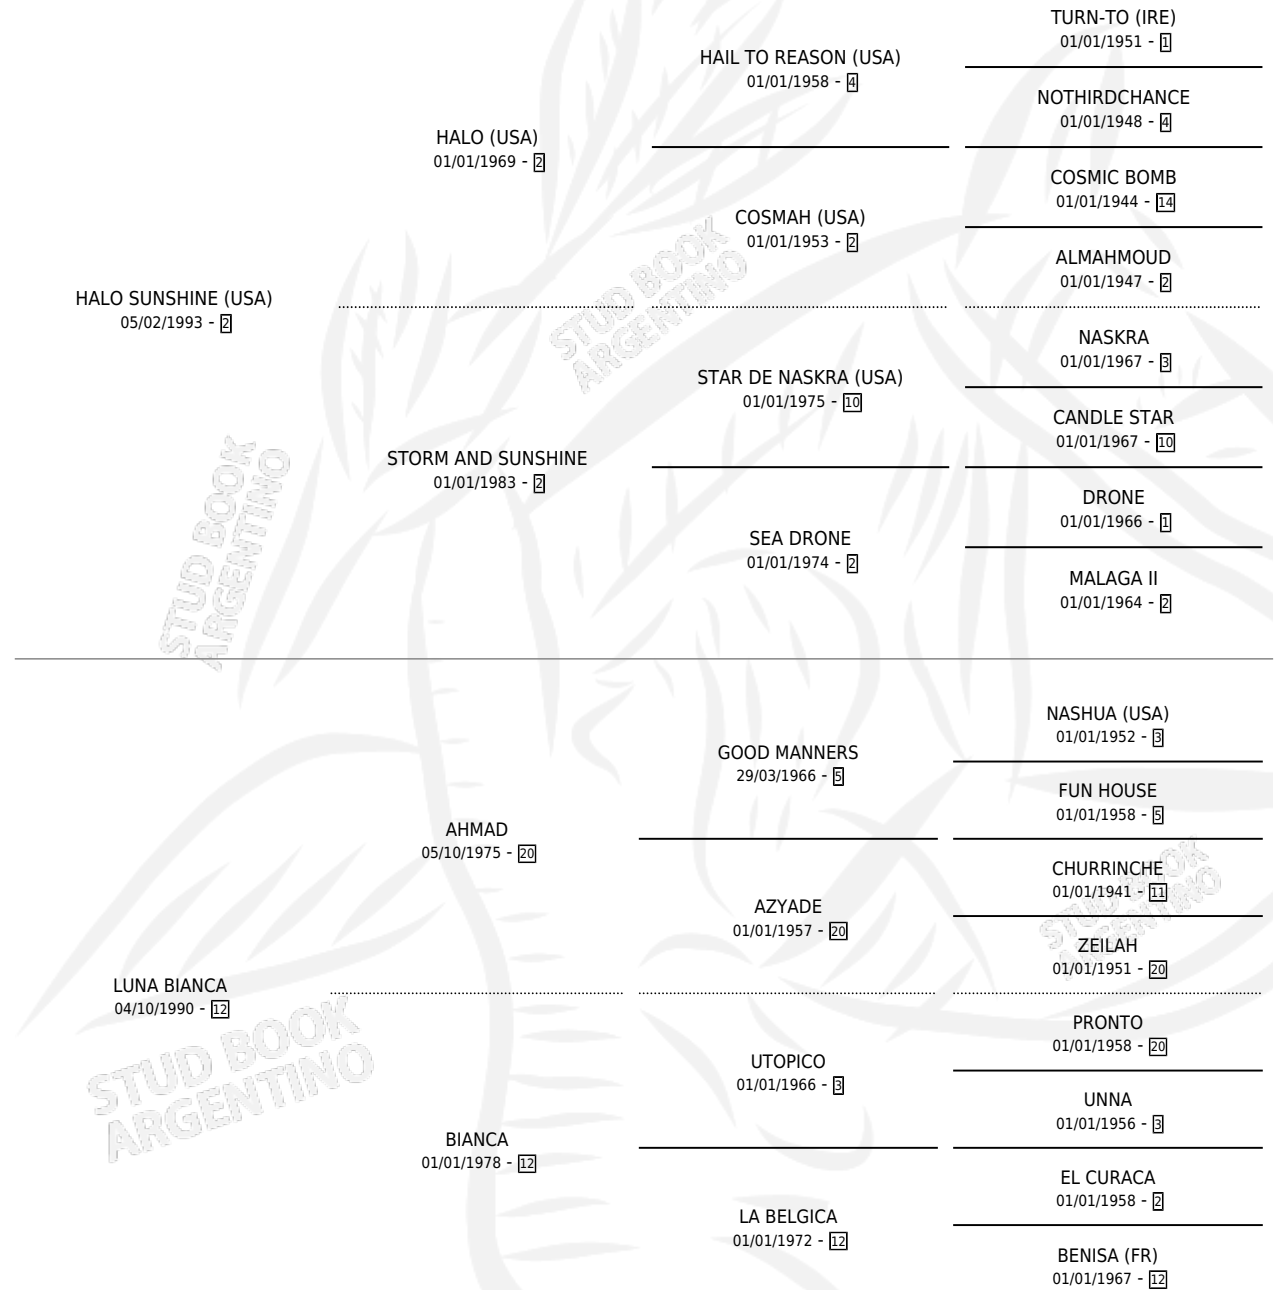 TURN-TO (IRE)
01/01/1951 - 1
HAIL TO REASON (USA)
01/01/1958 - 4
NOTHIRDCHANCE
01/01/1948 - 4
HALO (USA)
01/01/1969 - 2
COSMIC BOMB
01/01/1944 - 14
COSMAH (USA)
01/01/1953 - 2
ALMAHMOUD
01/01/1947 - 2
HALO SUNSHINE (USA)
05/02/1993 - 2
NASKRA
01/01/1967 - 3
STAR DE NASKRA (USA)
01/01/1975 - 10
CANDLE STAR
01/01/1967 - 10
STORM AND SUNSHINE
01/01/1983 - 2
DRONE
01/01/1966 - 1
SEA DRONE
01/01/1974 - 2
MALAGA II
01/01/1964 - 2
NASHUA (USA)
01/01/1952 - 3
GOOD MANNERS
29/03/1966 - 5
FUN HOUSE
01/01/1958 - 5
AHMAD
05/10/1975 - 20
CHURRINCHE
01/01/1941 - 11
AZYADE
01/01/1957 - 20
ZEILAH
01/01/1951 - 20
LUNA BIANCA
04/10/1990 - 12
PRONTO
01/01/1958 - 20
UTOPICO
01/01/1966 - 3
UNNA
01/01/1956 - 3
BIANCA
01/01/1978 - 12
EL CURACA
01/01/1958 - 2
LA BELGICA
01/01/1972 - 12
BENISA (FR)
01/01/1967 - 12
STUD BOOK
ARGENTINO
STUD BOOK
ARGENTINO
STUD BOOK
ARGENTINO
STUD BOOK
ARGENTINO